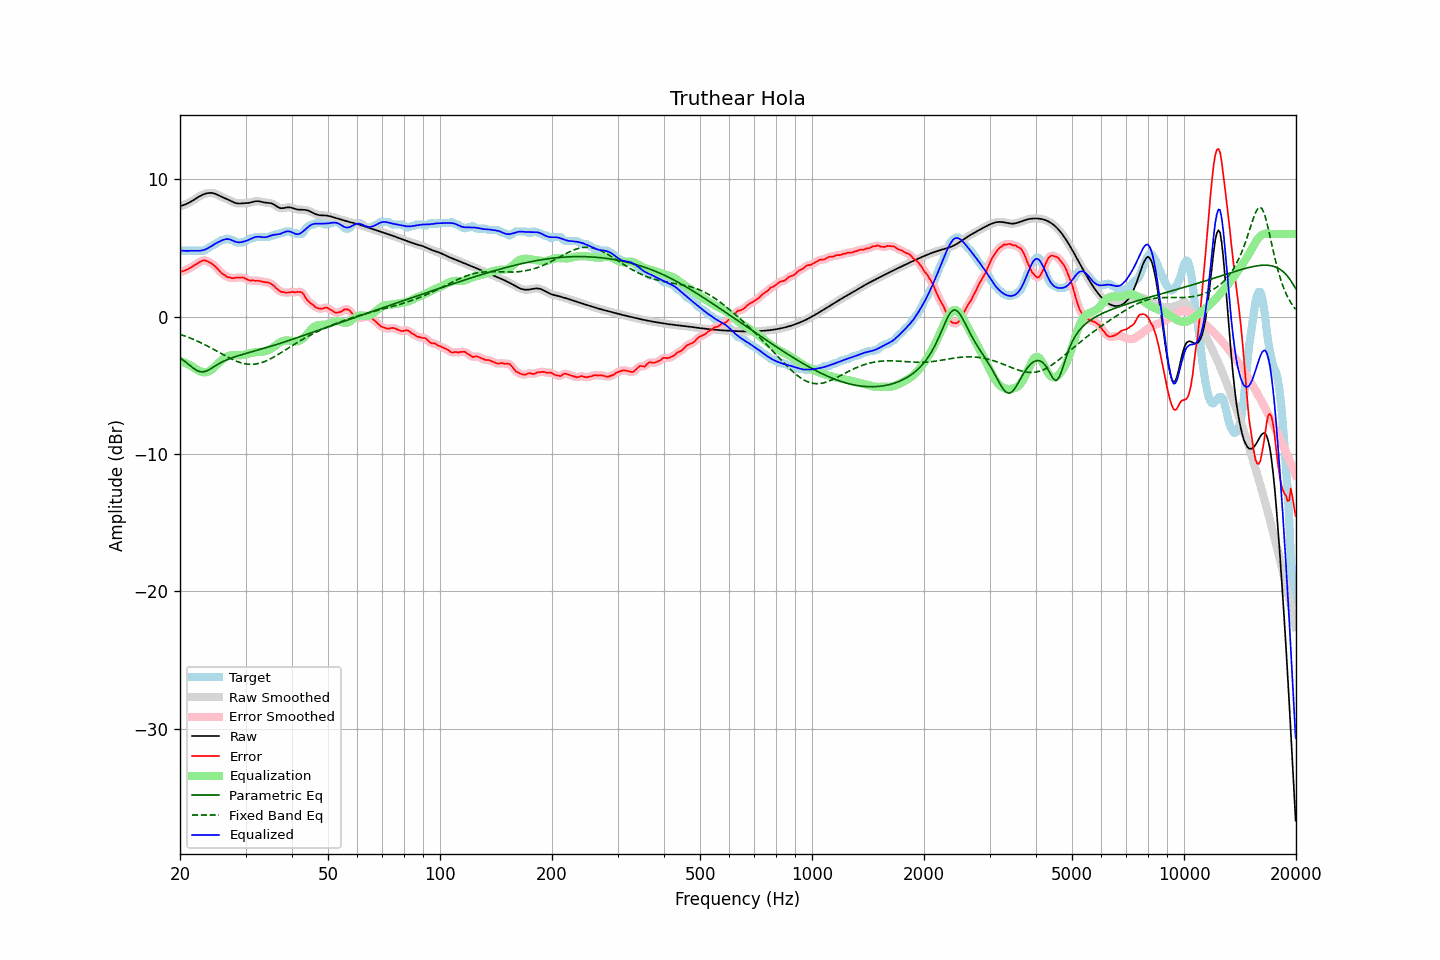 Truthear Hola
Amplitude (dBr)
10
0
−10
−20
−30
Target
Raw Smoothed
Error Smoothed
Raw
Error
Equalization
Parametric Eq
Fixed Band Eq
Equalized
20 50 100 200 500 1000 2000 5000 10000 20000
Frequency (Hz)